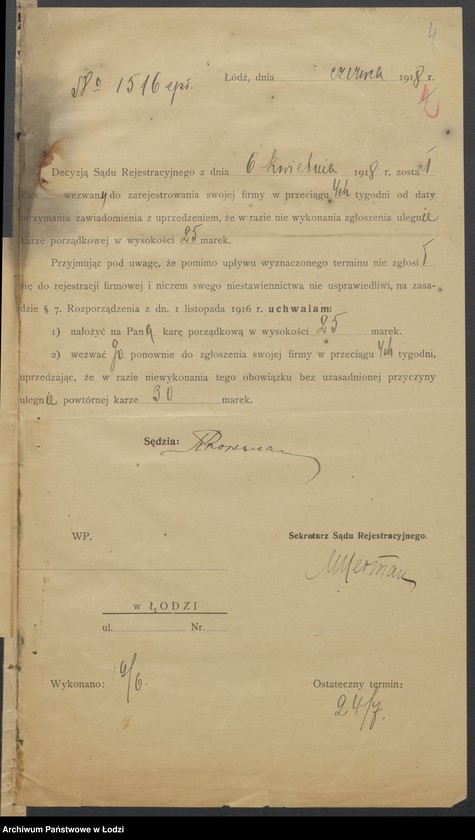 4
No 1516 Łódź, dnia czerwca 1918 r.
Decyzją Sądu Rejestracyjnego z dnia 6 kwietnia 1918 r. został
Pan wezwany do zarejestrowania swojej firmy w przeciągu 4ch tygodni od daty
otrzymania zawiadomienia z uprzedzeniem, że w razie nie wykonania zgłoszenia ulegnie
karze porządkowej w wysokości 25 marek.
Przyjmując pod uwagę, że pomimo upływu wyznaczonego terminu nie zgłosił
się do rejestracji firmowej i niczem swego niestawiennictwa nie usprawiedliwi, na zasa-
dzie § 7. Rozporządzenia z dn. 1 listopada 1916 r. uchwalam:
1) nałożyć na Pana karę porządkową w wysokości 25 marek.
2) wezwać go ponownie do zgłoszenia swojej firmy w przeciągu 4ch tygodni,
uprzedzając, że w razie niewykonania tego obowiązku bez uzasadnionej przyczyny
ulegnie powtórnej karze 30 marek.
Sędzia:
WP. Sekretarz Sądu Rejestracyjnego.
w ŁODZI
ul. Nr.
Wykonano: 19/6. Ostateczny termin:
24/7.
Archiwum Państwowe w Łodzi